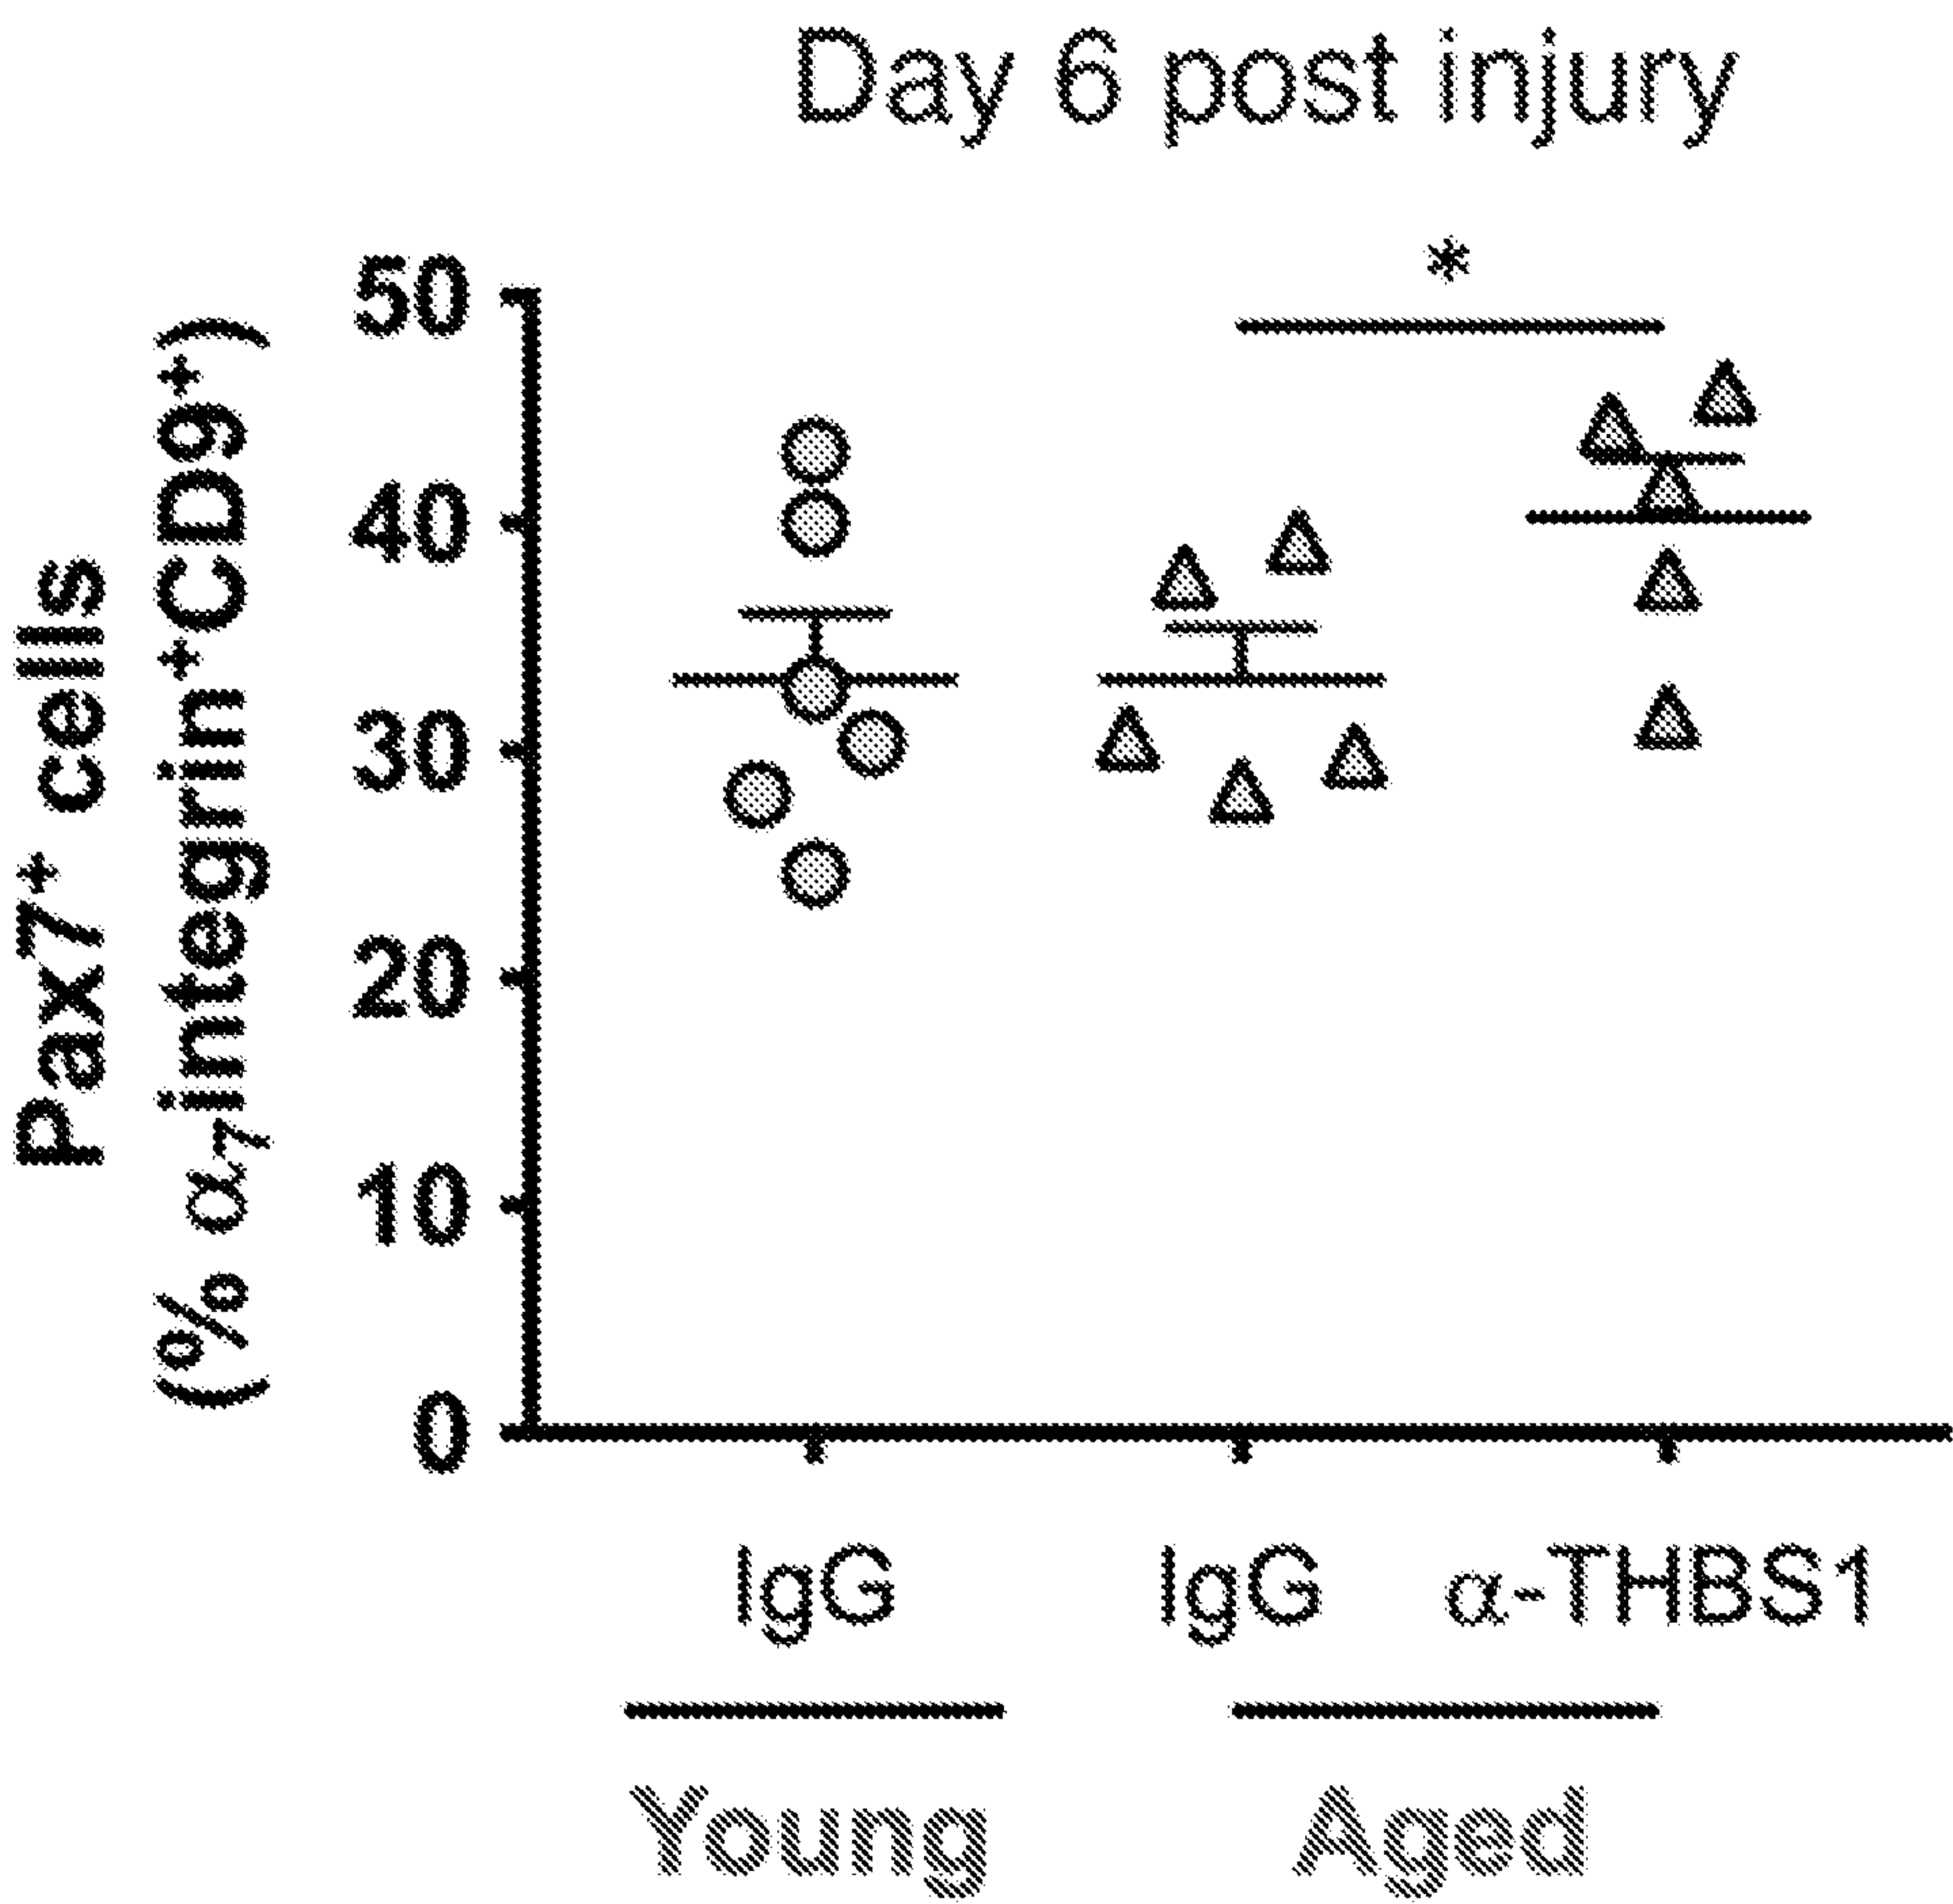 Day 6 post injury
Pax7⁺ cells
(% α₇integrin⁺CD9⁺)
50
40
30
20
10
0
*
IgG IgG α-THBS1
Young Aged